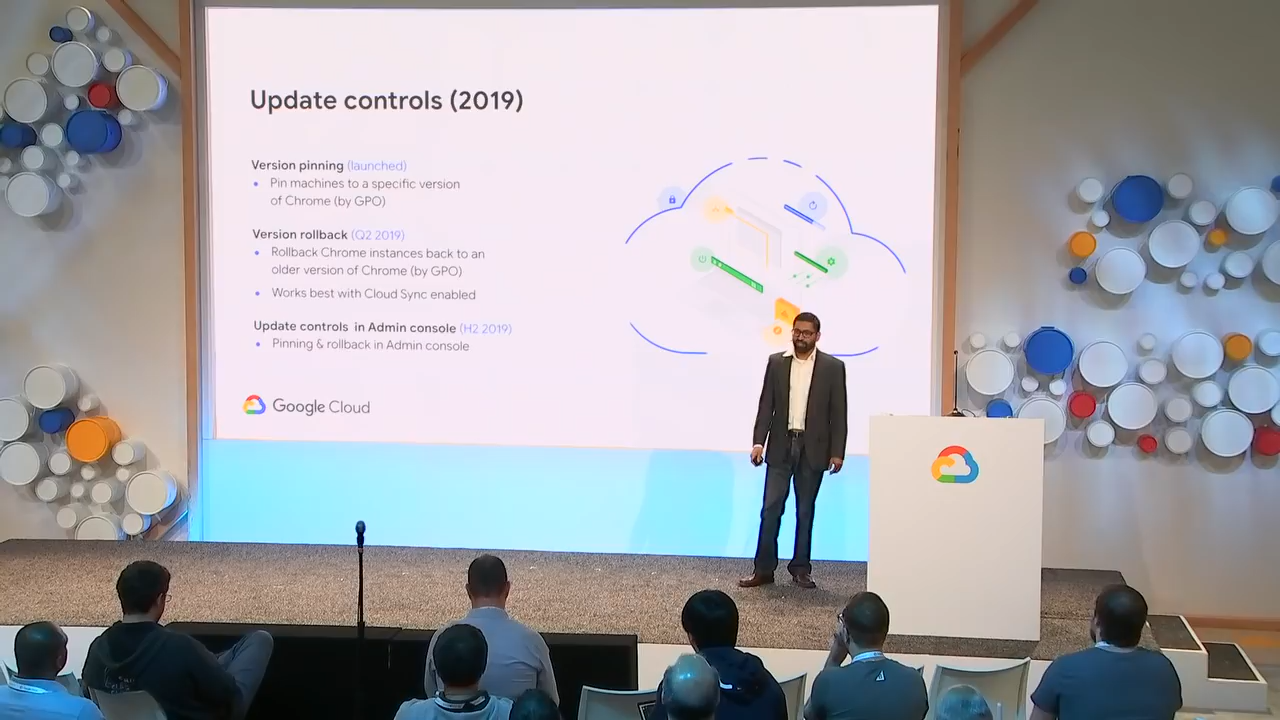 Update controls (2019)
Version pinning (launched)
• Pin machines to a specific version
of Chrome (by GPO)
Version rollback (Q2 2019)
• Rollback Chrome instances back to an
older version of Chrome (by GPO)
• Works best with Cloud Sync enabled
Update controls in Admin console (H2 2019)
• Pinning & rollback in Admin console
Google Cloud